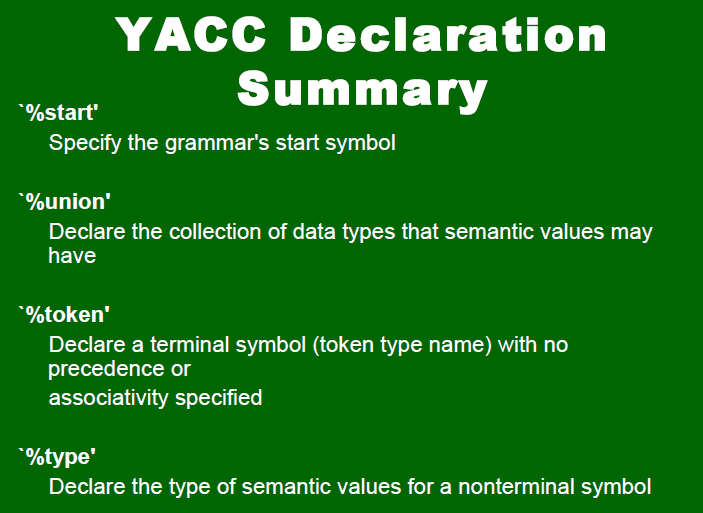 YACC Declaration
Summary
`%start'
Specify the grammar's start symbol
`%union'
Declare the collection of data types that semantic values may
have
`%token'
Declare a terminal symbol (token type name) with no
precedence or
associativity specified
`%type'
Declare the type of semantic values for a nonterminal symbol